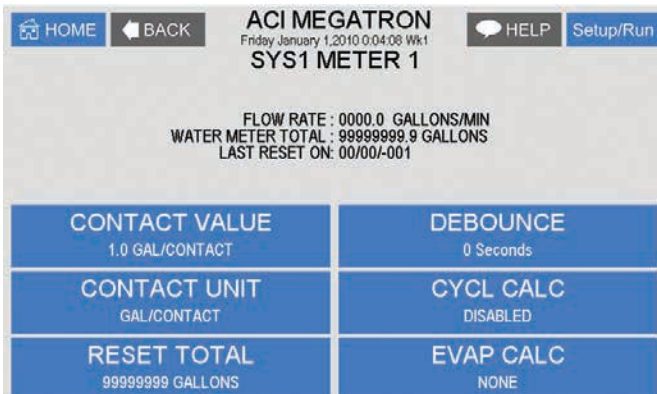 HOME
BACK
ACI MEGATRON
Friday January 1,2010 0:04:08 Wk1
HELP
Setup/Run
SYS1 METER 1
FLOW RATE : 0000.0 GALLONS/MIN
WATER METER TOTAL : 99999999.9 GALLONS
LAST RESET ON: 00/00/-001
CONTACT VALUE
1.0 GAL/CONTACT
DEBOUNCE
0 Seconds
CONTACT UNIT
GAL/CONTACT
CYCL CALC
DISABLED
RESET TOTAL
99999999 GALLONS
EVAP CALC
NONE